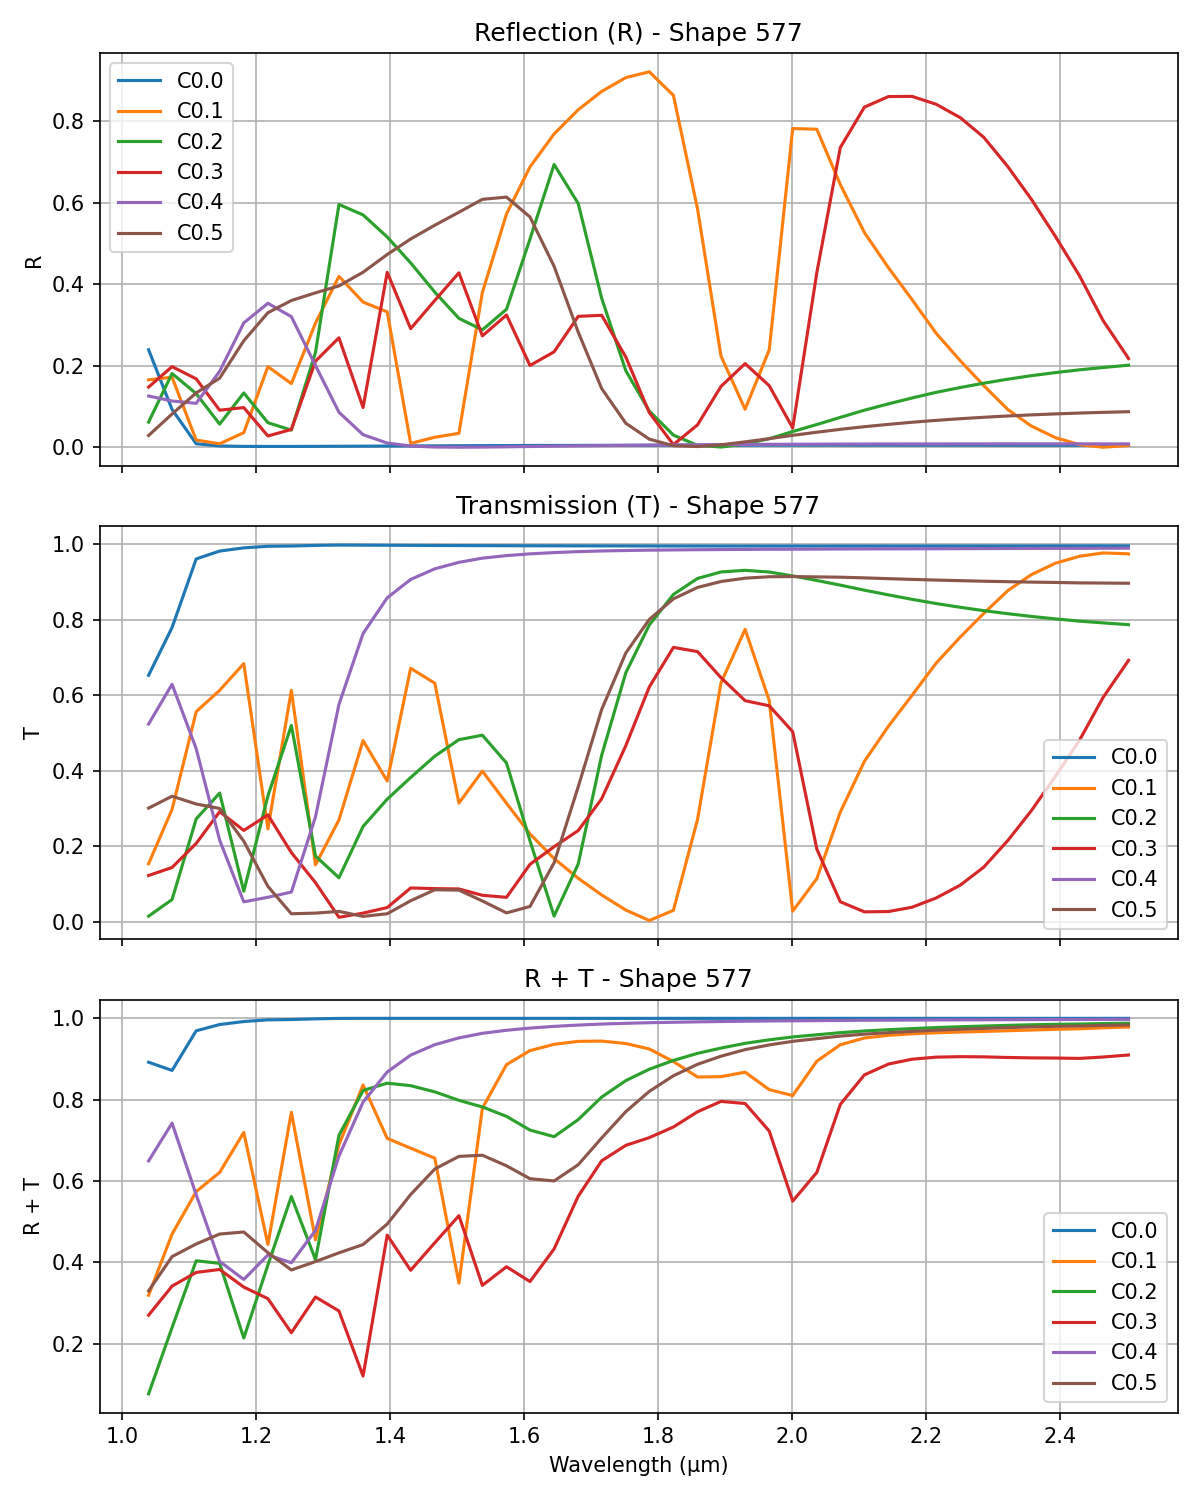 Reflection (R) - Shape 577
C0.0
C0.1
C0.2
C0.3
C0.4
C0.5
R
0.8
0.6
0.4
0.2
0.0
Transmission (T) - Shape 577
1.0
0.8
0.6
0.4
0.2
0.0
T
C0.0
C0.1
C0.2
C0.3
C0.4
C0.5
R + T - Shape 577
1.0
0.8
0.6
0.4
0.2
R + T
C0.0
C0.1
C0.2
C0.3
C0.4
C0.5
1.0 1.2 1.4 1.6 1.8 2.0 2.2 2.4
Wavelength (μm)